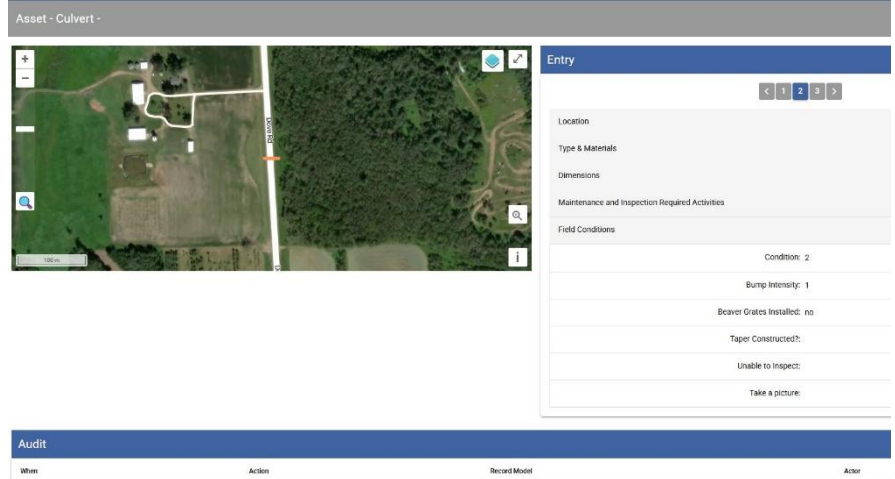 Asset - Culvert -
+
−
Dove Rd
100 m
i
Entry
< 1 2 3 >
Location
Type & Materials
Dimensions
Maintenance and Inspection Required Activities
Field Conditions
Condition: 2
Bump Intensity: 1
Beaver Grates Installed: no
Taper Constructed?:
Unable to Inspect:
Take a picture:
Audit
When Action Record Model Actor